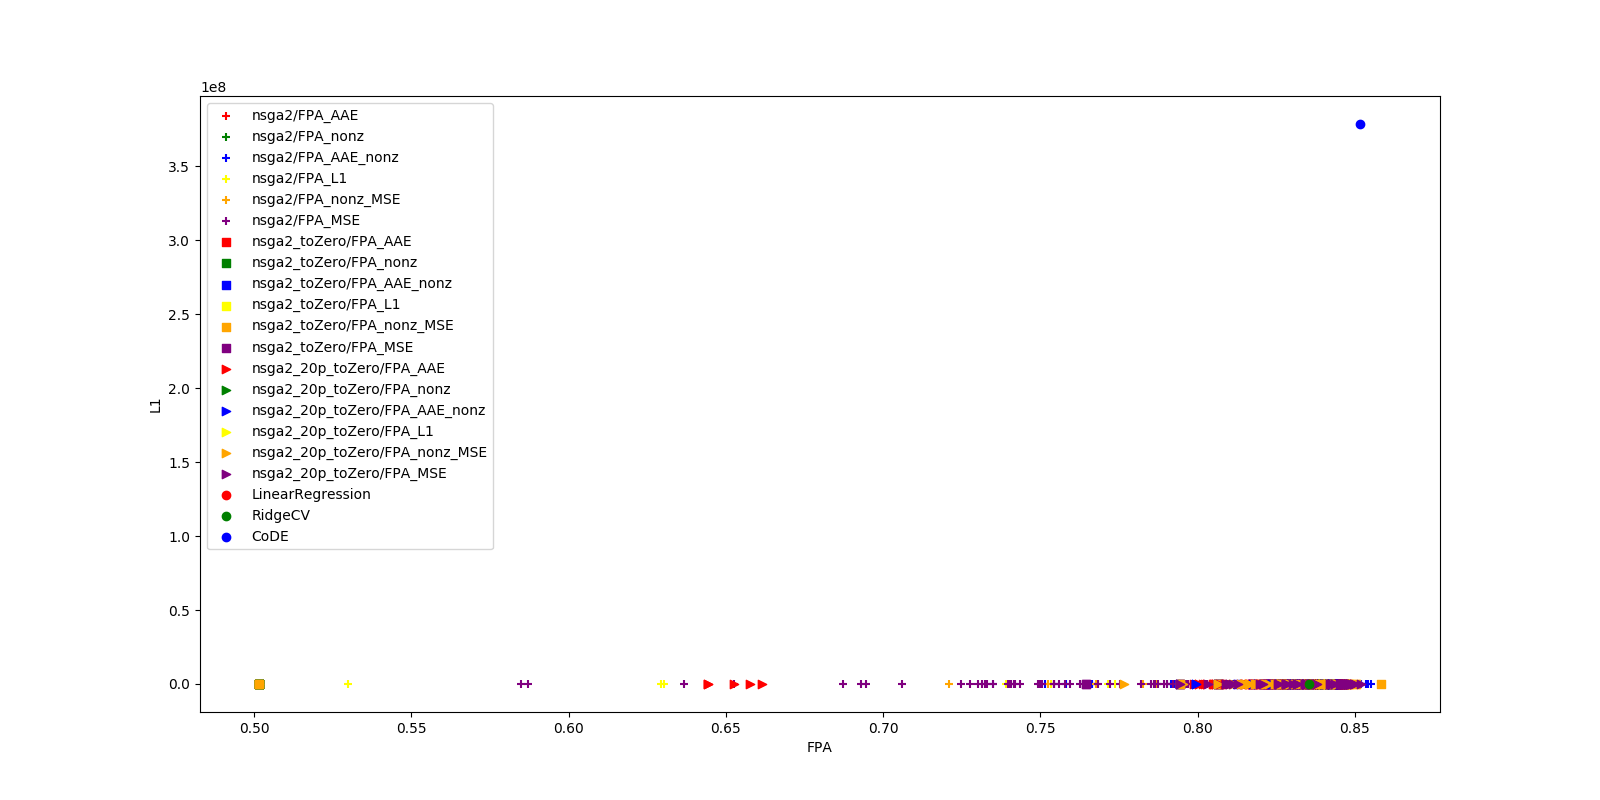 1e8
nsga2/FPA_AAE
nsga2/FPA_nonz
nsga2/FPA_AAE_nonz
nsga2/FPA_L1
nsga2/FPA_nonz_MSE
nsga2/FPA_MSE
nsga2_toZero/FPA_AAE
nsga2_toZero/FPA_nonz
nsga2_toZero/FPA_AAE_nonz
nsga2_toZero/FPA_L1
nsga2_toZero/FPA_nonz_MSE
nsga2_toZero/FPA_MSE
nsga2_20p_toZero/FPA_AAE
nsga2_20p_toZero/FPA_nonz
nsga2_20p_toZero/FPA_AAE_nonz
nsga2_20p_toZero/FPA_L1
nsga2_20p_toZero/FPA_nonz_MSE
nsga2_20p_toZero/FPA_MSE
LinearRegression
RidgeCV
CoDE
3.5
3.0
2.5
2.0
1.5
1.0
0.5
0.0
L1
0.50 0.55 0.60 0.65 0.70 0.75 0.80 0.85
FPA